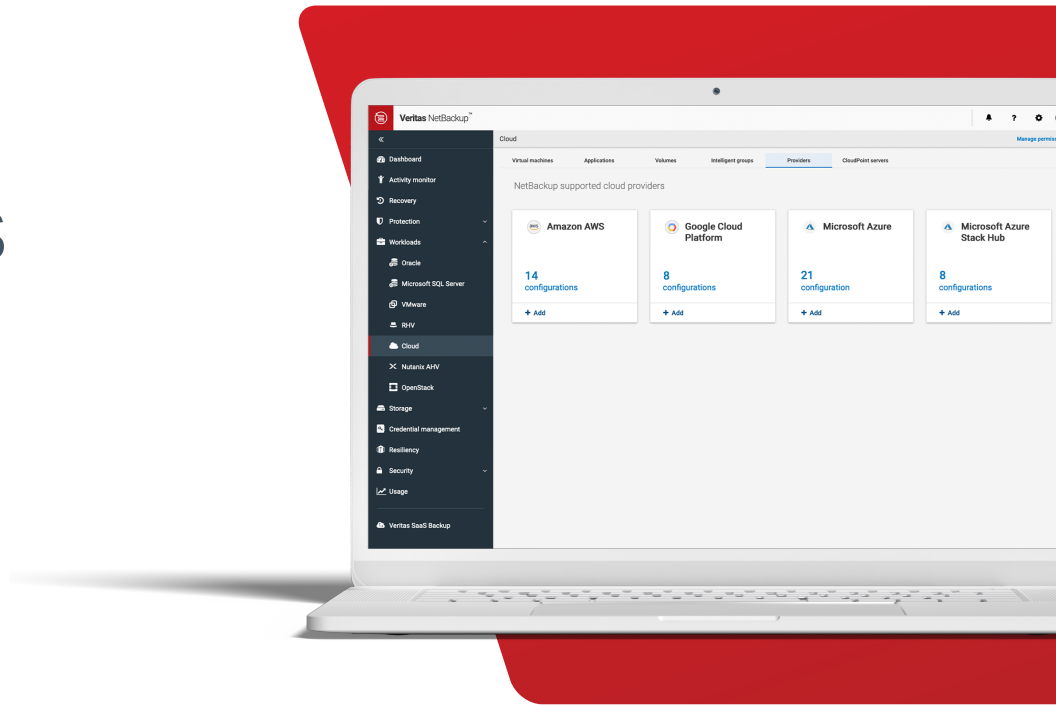 Veritas NetBackup™
?
Cloud
Manage
Dashboard
Activity monitor
Recovery
Protection
Workloads
Oracle
Microsoft SQL Server
VMware
RHV
Cloud
Nutanix AHV
OpenStack
Storage
Credential management
Resiliency
Security
Usage
Veritas SaaS Backup
Virtual machines Applications Volumes Intelligent groups Providers CloudPoint servers
NetBackup supported cloud providers
aws Amazon AWS
14
configurations
+ Add
Google Cloud
Platform
8
configurations
+ Add
Microsoft Azure
21
configuration
+ Add
Microsoft Azure
Stack Hub
8
configurations
+ Add